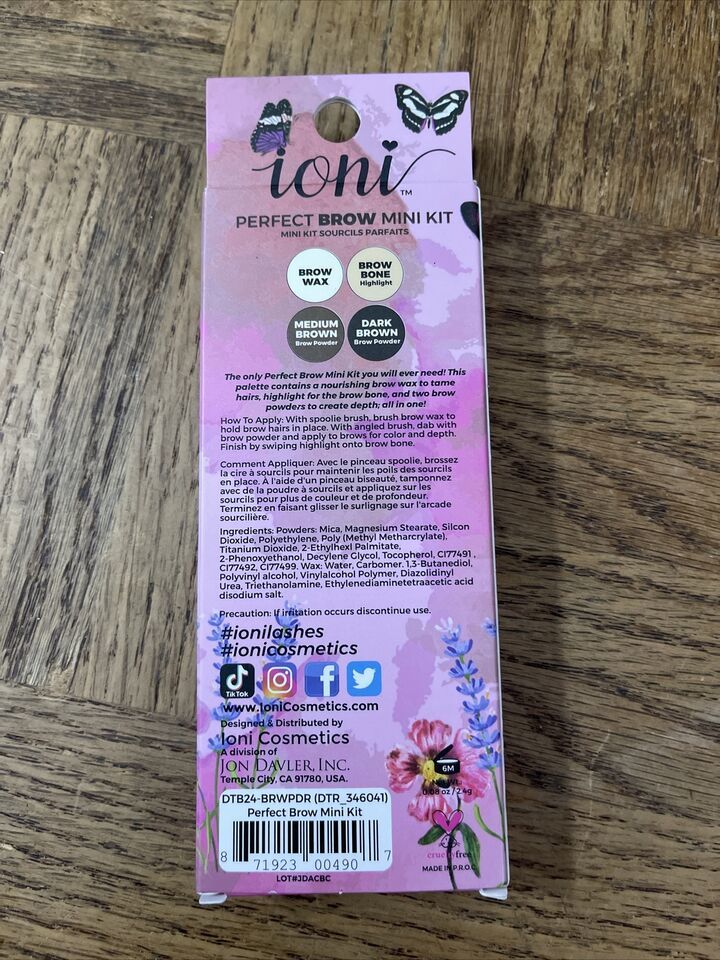 ioni™
PERFECT BROW MINI KIT
MINI KIT SOURCILS PARFAITS
BROW
WAX
BROW
BONE
Highlight
MEDIUM
BROWN
Brow Powder
DARK
BROWN
Brow Powder
The only Perfect Brow Mini Kit you will ever need! This
palette contains a nourishing brow wax to tame
hairs, highlight for the brow bone, and two brow
powders to create depth; all in one!
How To Apply: With spoolie brush, brush brow wax to
hold brow hairs in place. With angled brush, dab with
brow powder and apply to brows for color and depth.
Finish by swiping highlight onto brow bone.
Comment Appliquer: Avec le pinceau spoolie, brossez
la cire à sourcils pour maintenir les poils des sourcils
en place. À l'aide d'un pinceau biseauté, tamponnez
avec de la poudre à sourcils et appliquez sur les
sourcils pour plus de couleur et de profondeur.
Terminez en faisant glisser le surlignage sur l'arcade
sourcilière.
Ingredients: Powders: Mica, Magnesium Stearate, Silcon
Dioxide, Polyethylene, Poly (Methyl Metharcrylate),
Titanium Dioxide, 2-Ethylhexl Palmitate,
2-Phenoxyethanol, Decylene Glycol, Tocopherol, CI77491 ,
CI77492, CI77499. Wax: Water, Carbomer. 1,3-Butanediol,
Polyvinyl alcohol, Vinylalcohol Polymer, Diazolidinyl
Urea, Triethanolamine, Ethylenediaminetetraacetic acid
disodium salt.
Precaution: If irritation occurs discontinue use.
#ionilashes
#ionicosmetics
TikTok
www.IoniCosmetics.com
Designed & Distributed by
Ioni Cosmetics
A division of
JON DAVLER, INC.
Temple City, CA 91780, USA.
6M
NET WT.
0.08 oz / 2.4g
DTB24-BRWPDR (DTR_346041)
Perfect Brow Mini Kit
8 71923 00490 7
LOT#JDACBC
cruelty free
MADE IN P.R.O.C.